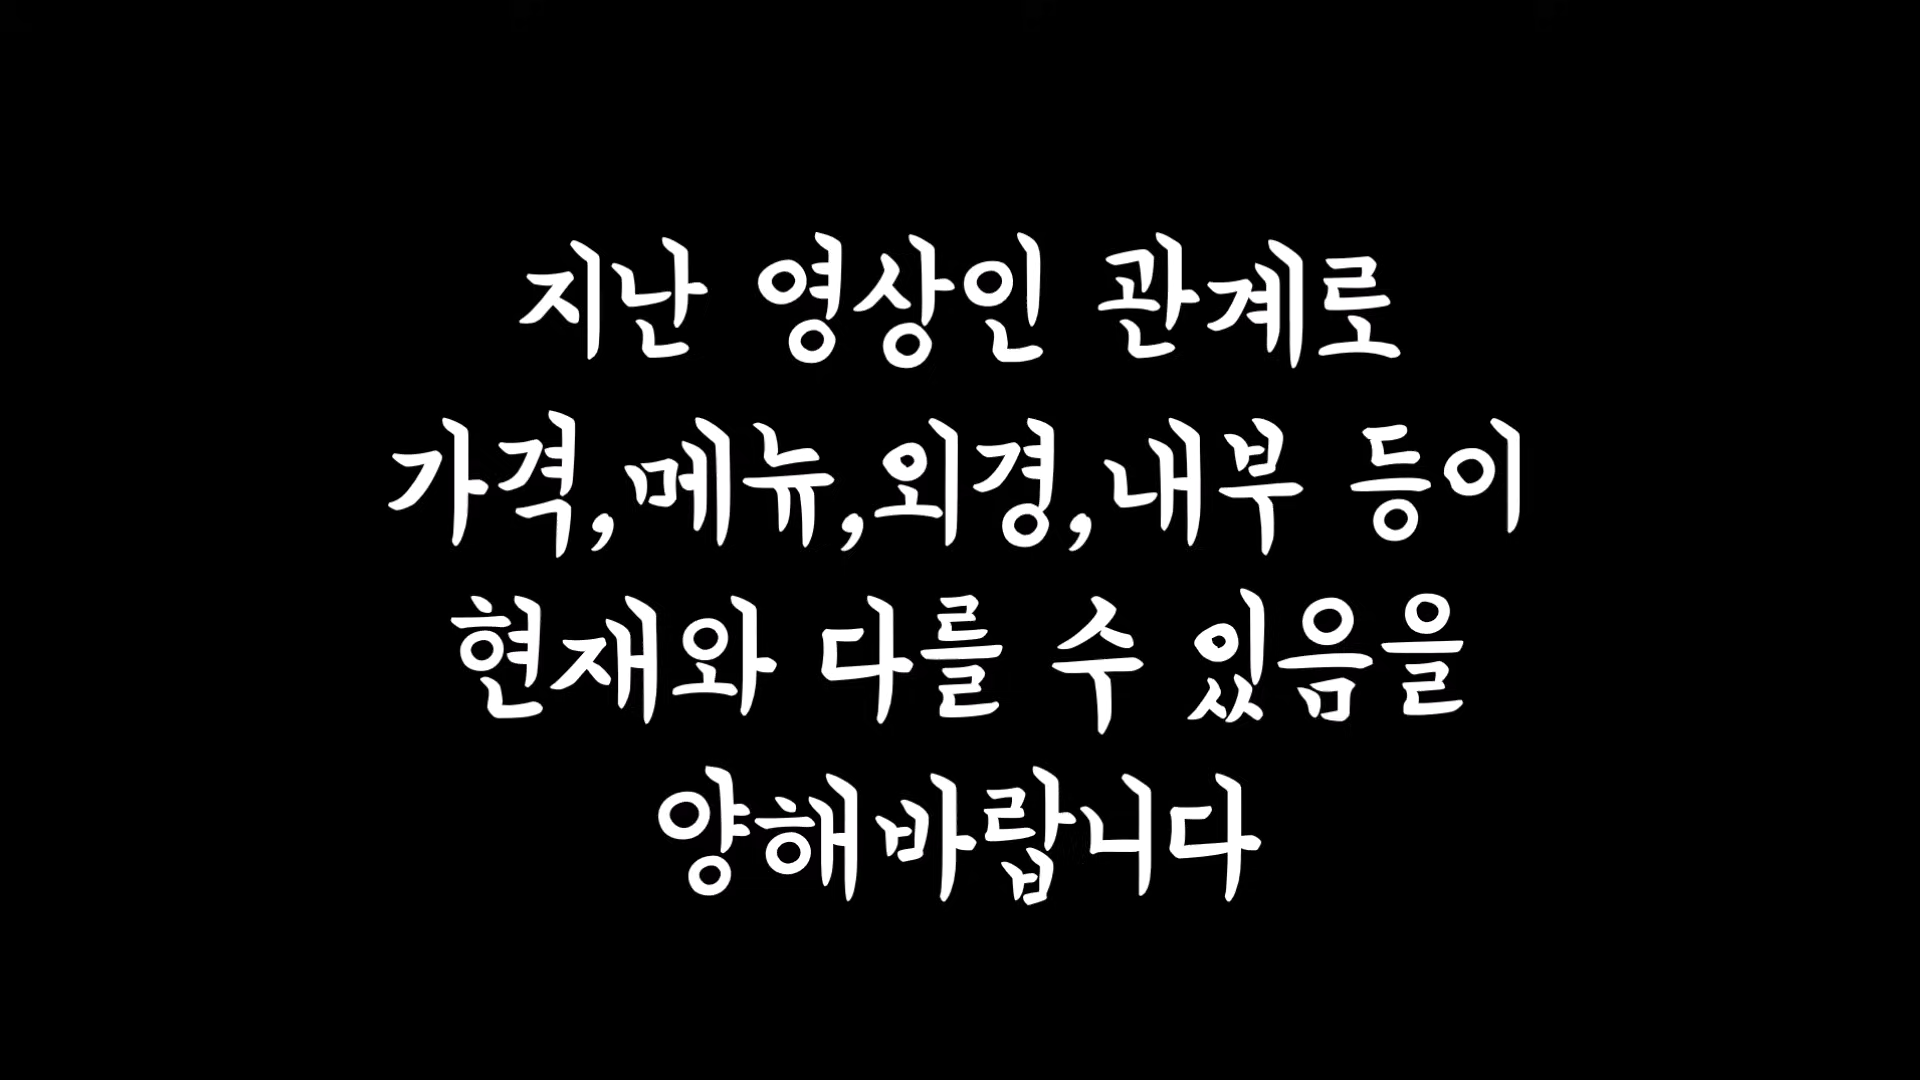 지난 영상인 관계로
가격,메뉴,외경,내부 등이
현재와 다를 수 있음을
양해바랍니다